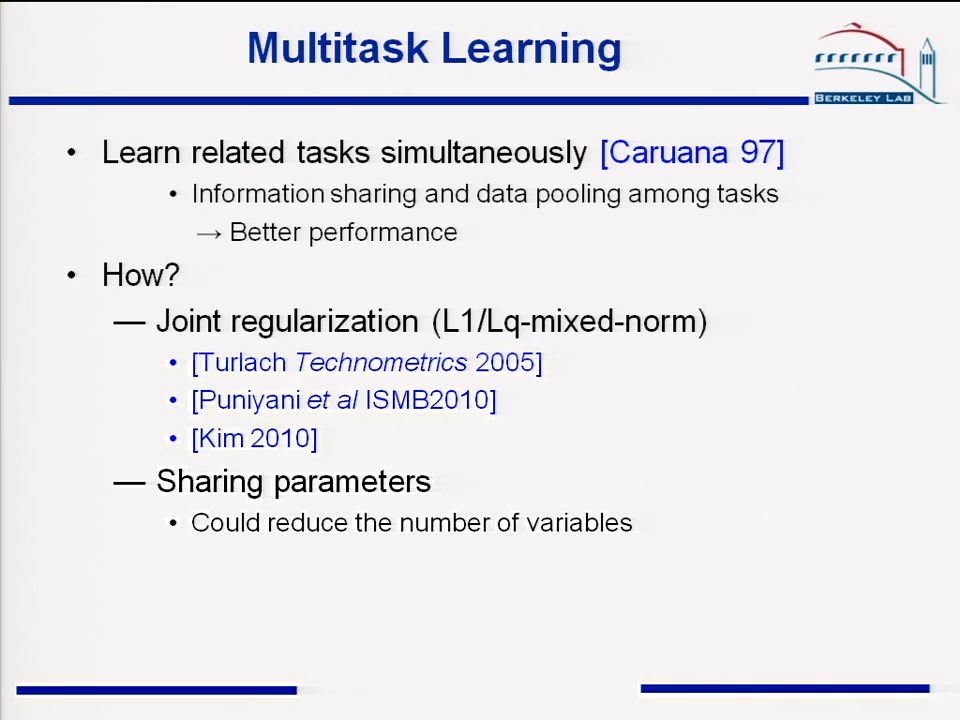 Multitask Learning
BERKELEY LAB
• Learn related tasks simultaneously [Caruana 97]
• Information sharing and data pooling among tasks
→ Better performance
• How?
— Joint regularization (L1/Lq-mixed-norm)
• [Turlach Technometrics 2005]
• [Puniyani et al ISMB2010]
• [Kim 2010]
— Sharing parameters
• Could reduce the number of variables